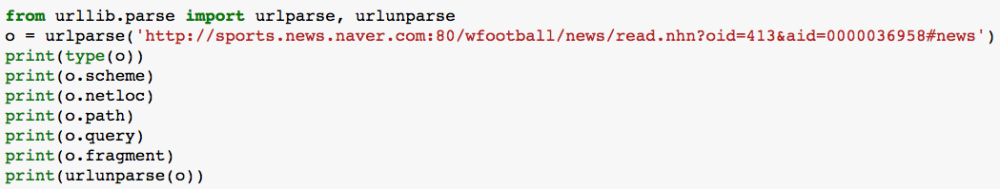 from urllib.parse import urlparse, urlunparse
o = urlparse('http://sports.news.naver.com:80/wfootball/news/read.nhn?oid=413&aid=0000036958#news')
print(type(o))
print(o.scheme)
print(o.netloc)
print(o.path)
print(o.query)
print(o.fragment)
print(urlunparse(o))